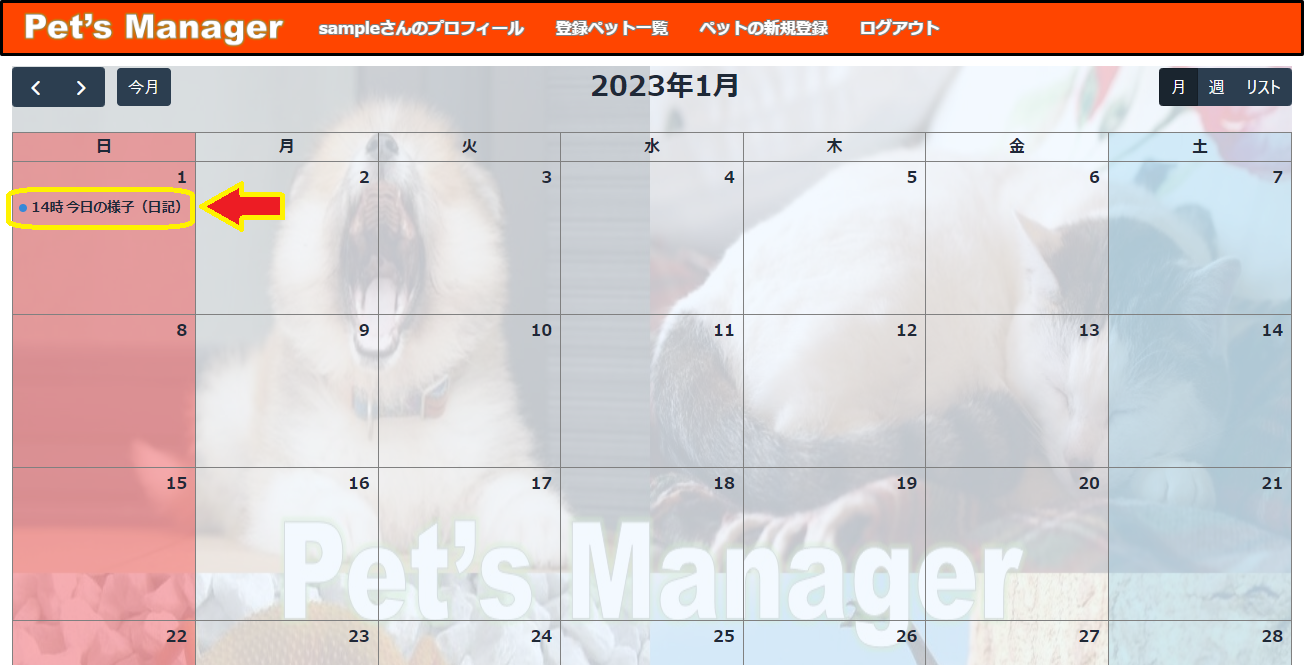 Pet's Manager sampleさんのプロフィール 登録ペット一覧 ペットの新規登録 ログアウト
今月 2023年1月 月 週 リスト
日 月 火 水 木 金 土
1 2 3 4 5 6 7
14時 今日の様子（日記）
8 9 10 11 12 13 14
15 16 17 18 19 20 21
Pet's Manager
22 23 24 25 26 27 28